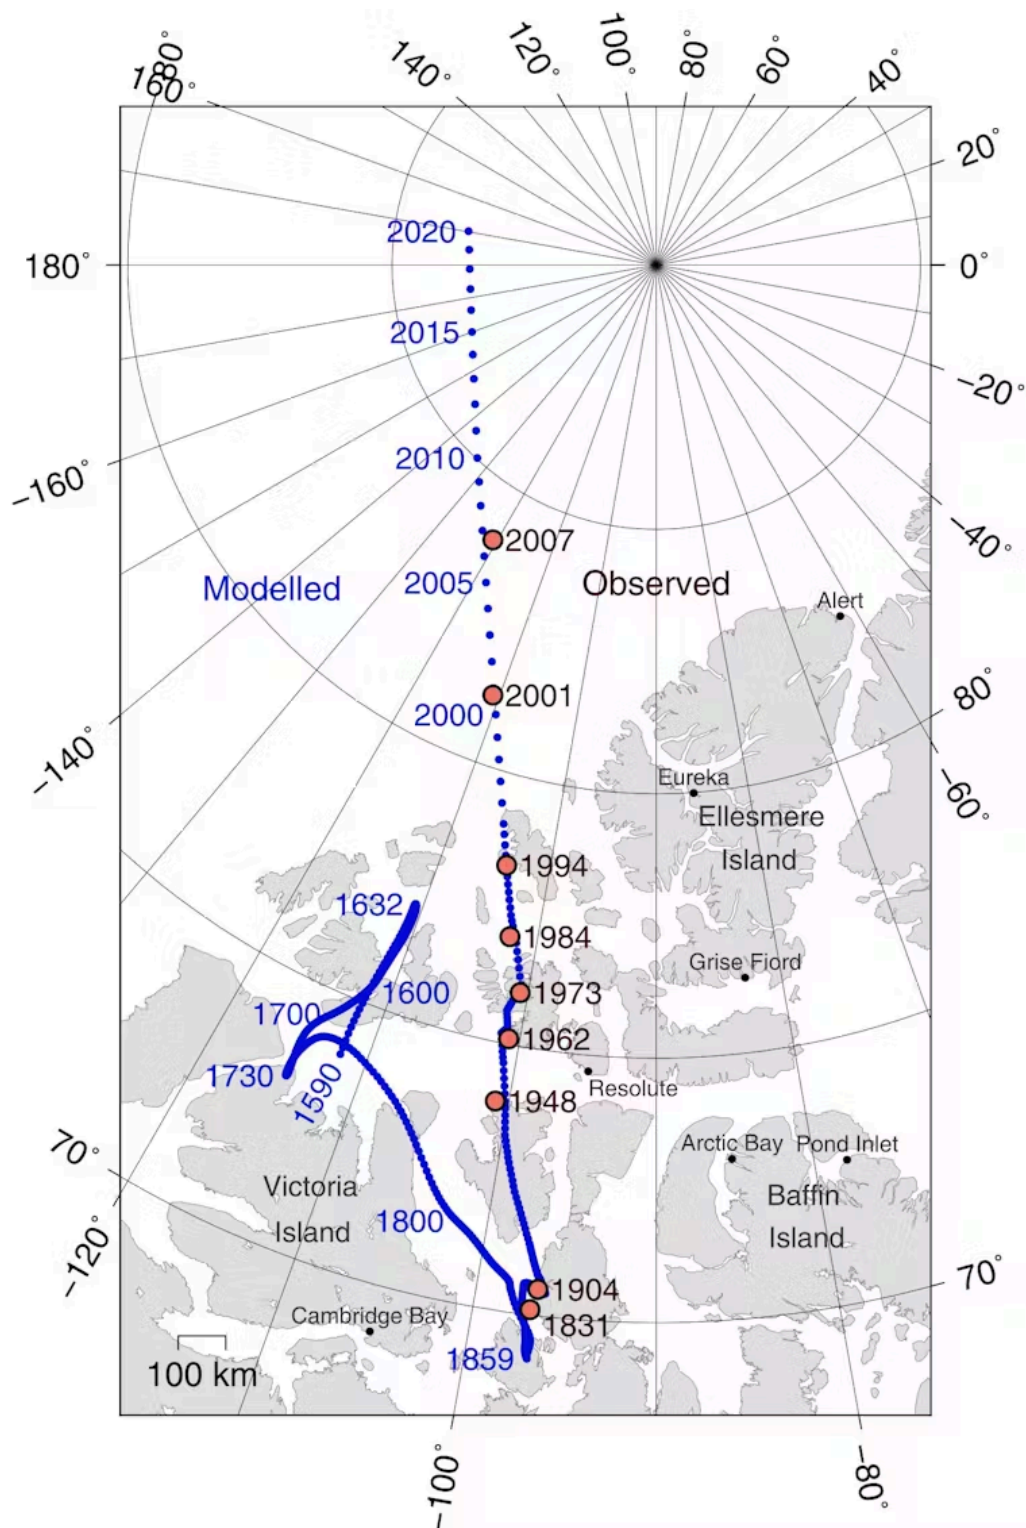 180°
160°
140°
120°
100°
80°
60°
40°
20°
180°
0°
2020
2015
−20°
2010
−160°
2007
−40°
2005
Modelled
Observed
Alert
2001
2000
80°
−140°
Eureka
−60°
Ellesmere
Island
1994
1632
1984
Grise Fiord
1973
1600
1700
1962
1730
1590
Resolute
1948
Arctic Bay
Pond Inlet
70°
Victoria
Island
Baffin
Island
1800
−120°
70°
1904
Cambridge Bay
1831
1859
100 km
−100°
−80°